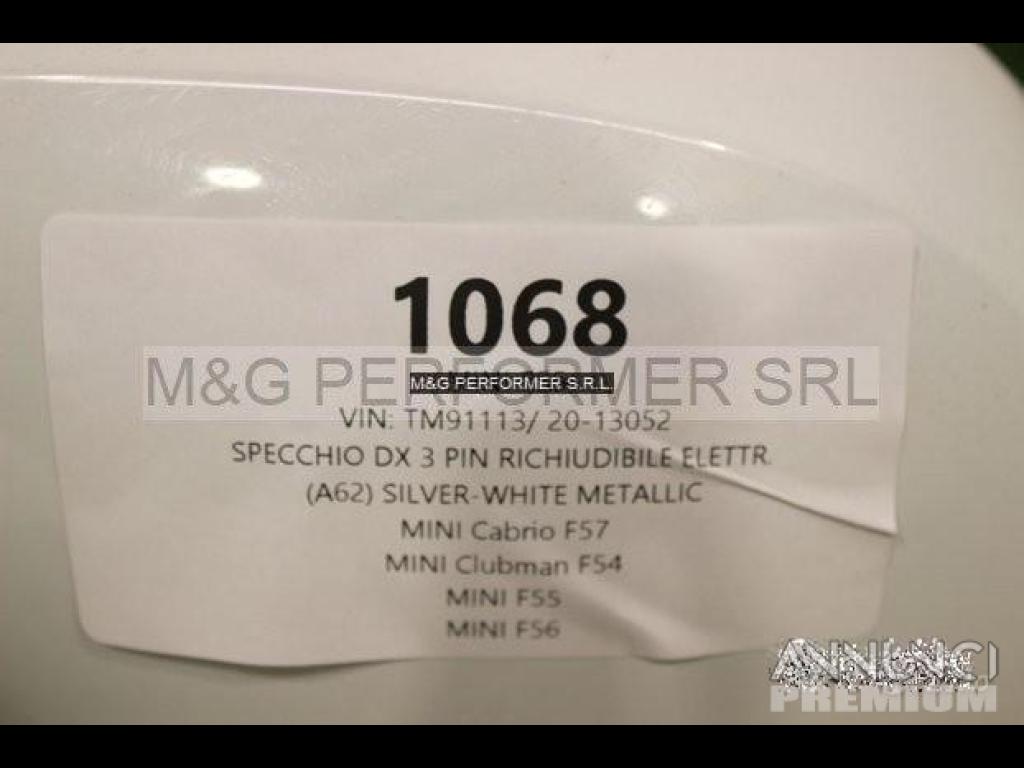 1068
M&G PERFORMER SRL
M&G PERFORMER S.R.L.
VIN: TM91113/ 20-13052
SPECCHIO DX 3 PIN RICHIUDIBILE ELETTR.
(A62) SILVER-WHITE METALLIC
MINI Cabrio F57
MINI Clubman F54
MINI F55
MINI F56
ANNUNCI
PREMIUM